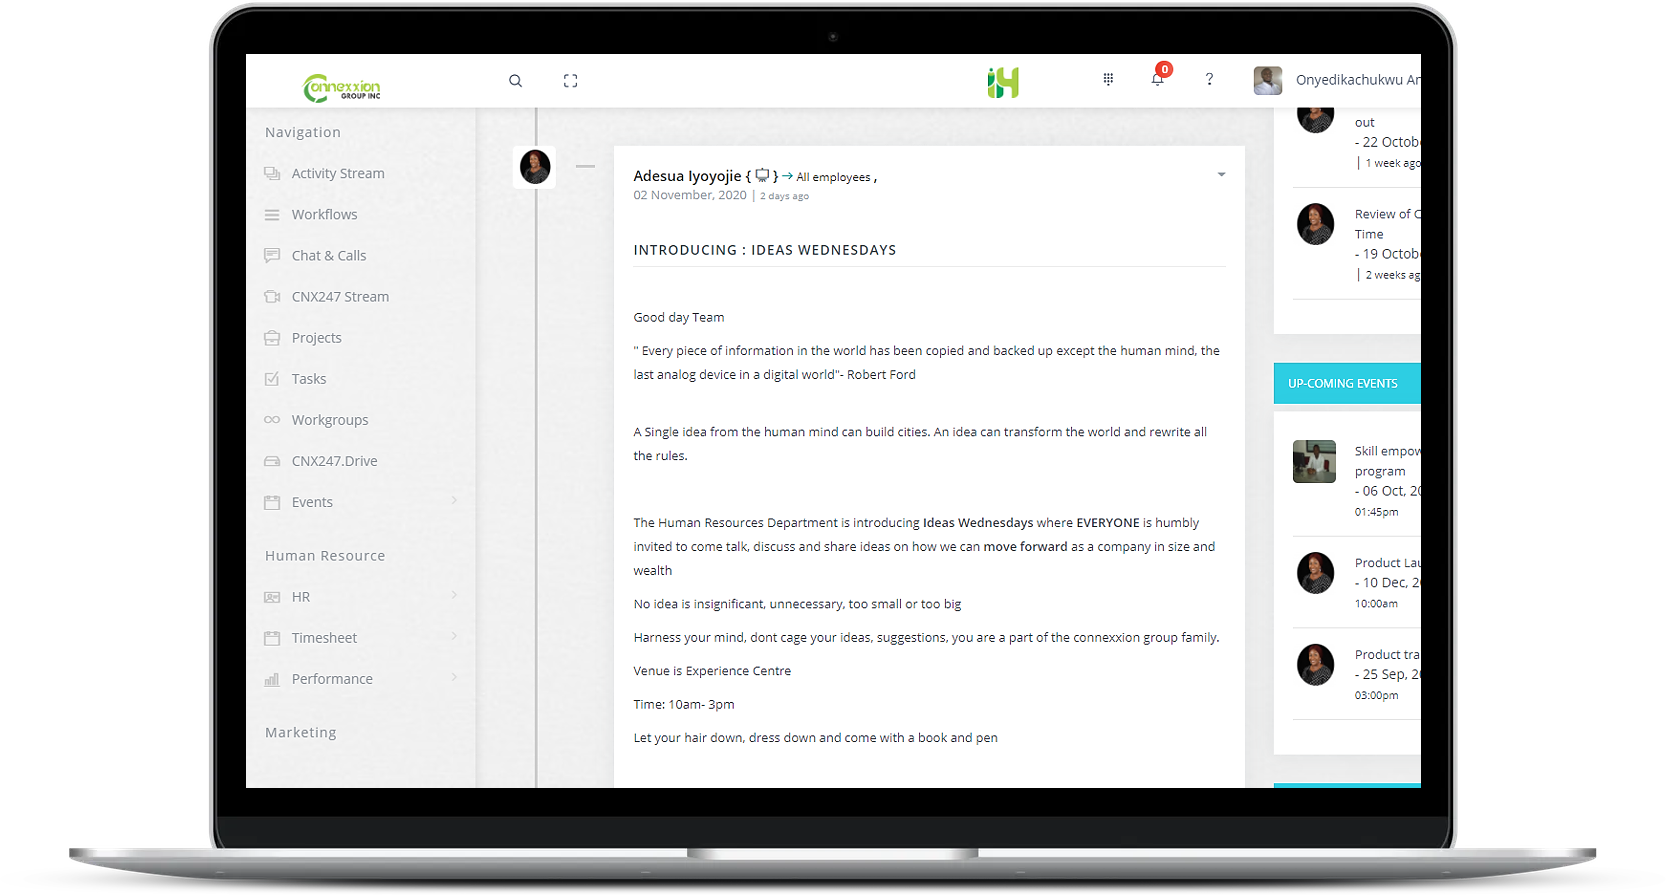 Connexxion
GROUP INC
i4
0
?
Onyedikachukwu
Navigation
Activity Stream
Workflows
Chat & Calls
CNX247 Stream
Projects
Tasks
Workgroups
CNX247.Drive
Events
Human Resource
HR
Timesheet
Performance
Marketing
Adesua Iyoyojie { } All employees ,
02 November, 2020 | 2 days ago
INTRODUCING : IDEAS WEDNESDAYS
Good day Team
" Every piece of information in the world has been copied and backed up except the human mind, the
last analog device in a digital world"- Robert Ford
A Single idea from the human mind can build cities. An idea can transform the world and rewrite all
the rules.
The Human Resources Department is introducing Ideas Wednesdays where EVERYONE is humbly
invited to come talk, discuss and share ideas on how we can move forward as a company in size and
wealth
No idea is insignificant, unnecessary, too small or too big
Harness your mind, dont cage your ideas, suggestions, you are a part of the connexxion group family.
Venue is Experience Centre
Time: 10am- 3pm
Let your hair down, dress down and come with a book and pen
out
- 22 Octob
| 1 week ago
Review of
Time
- 19 Octob
| 2 weeks ag
UP-COMING EVENTS
Skill empow
program
- 06 Oct, 20
01:45pm
Product Lau
- 10 Dec, 2
10:00am
Product tra
- 25 Sep, 2
03:00pm